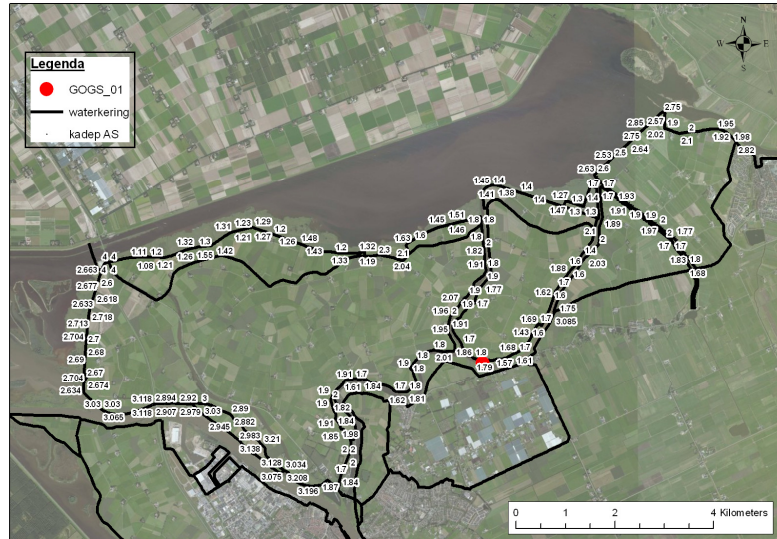 Legenda
GOGS_01
waterkering
kadep AS
N
W E
S
2.75
2.85 2.57 1.9 2 1.95
2.75 2.02 2.1 1.92 1.98
2.53 2.5 2.64 2.82
2.63 2.6
1.45 1.4 1.7 1.7
1.41 1.38 1.4 1.27 1.3 1.4 1.7 1.93
1.47 1.3 1.3 1.91 1.9 1.9
1.31 1.23 1.29 1.45 1.51 1.8 1.8 1.89 2
1.32 1.3 1.21 1.27 1.2 1.48 1.63 1.6 1.46 1.8 2.1 1.97 1.77
1.11 1.2 1.26 1.55 1.42 1.26 1.43 1.2 1.32 2.3 2.1 1.82 2 2 1.7 1.7
4 4 1.08 1.21 1.33 1.19 2.04 1.91 1.8 1.4 1.83 1.8
2.663 4 4 1.9 1.88 1.6 2.03 1.68
2.677 2.6 1.9 1.77 1.7 1.6
2.633 2.618 2.07 1.9 1.7 1.62 1.6
2.713 2.718 1.96 2 1.75
2.704 2.7 1.95 1.91 1.69 1.7 3.085
2.69 2.68 1.8 1.7 1.43 1.6
2.67 1.9 1.8 2.01 1.86 1.8 1.68 1.7
2.704 2.674 1.91 1.7 1.8 1.79 1.57 1.61
2.634 1.9 2 1.61 1.84 1.7 1.8
3.03 3.03 3.118 2.894 2.92 3 1.9 1.82 1.62 1.81
3.065 3.118 2.907 2.979 3.03 2.89 1.91 1.84
2.945 2.882 1.85 1.98
2.983 3.21 2 2
3.138
3.128 3.034 1.7 2
3.075 3.208 1.84
3.196 1.87
0 1 2 4 Kilometers